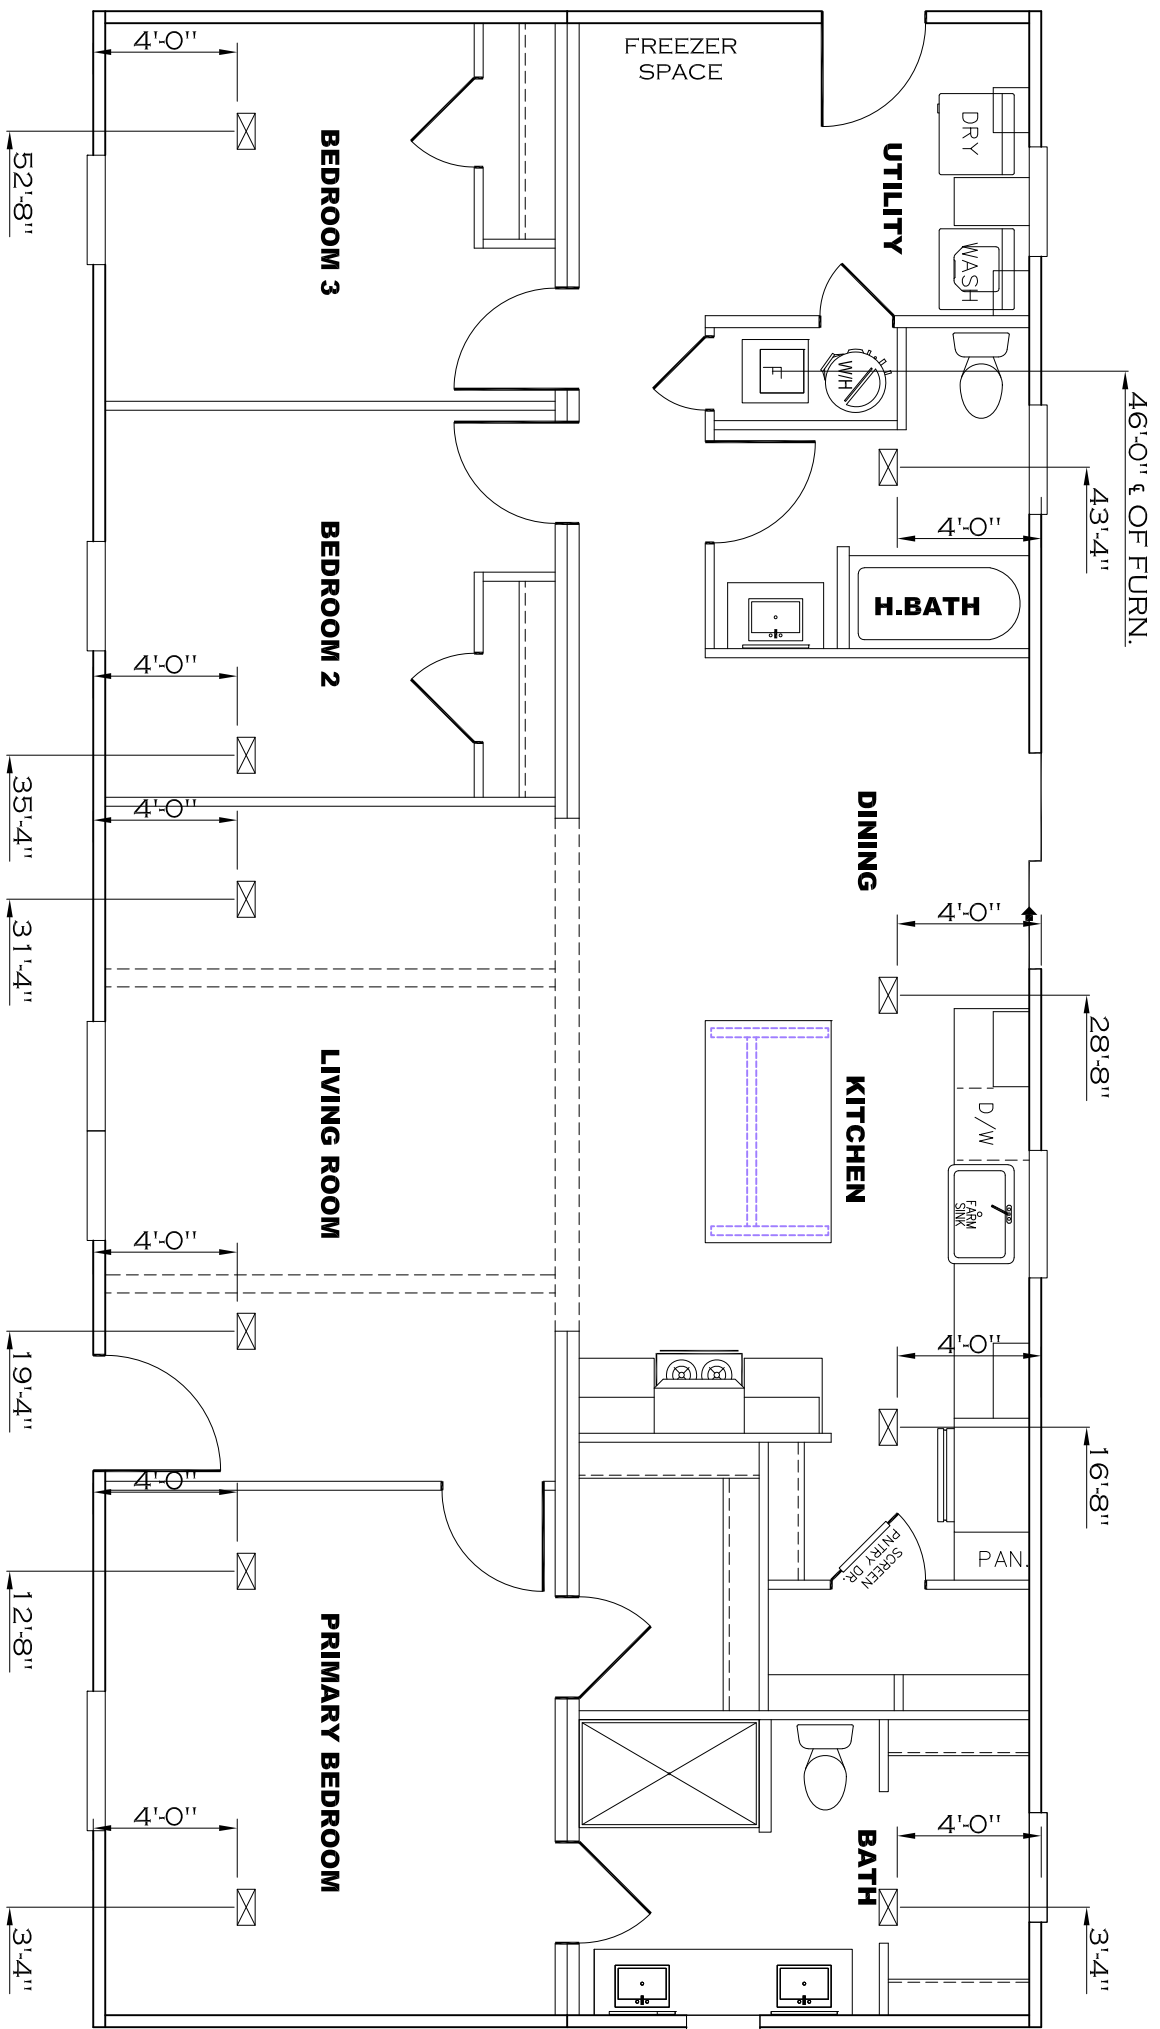 4'-0"
FREEZER
SPACE
DRY
WASH
UTILITY
BEDROOM 3
52'-8"
W/H
F
46'-0" ℄ OF FURN.
43'-4"
4'-0"
H.BATH
BEDROOM 2
4'-0"
35'-4"
4'-0"
31'-4"
DINING
4'-0"
28'-8"
KITCHEN
D/W
FARM
SINK
LIVING ROOM
4'-0"
19'-4"
4'-0"
16'-8"
4'-0"
12'-8"
SCREEN
PNTRY DR.
PAN.
PRIMARY BEDROOM
4'-0"
3'-4"
BATH
4'-0"
3'-4"